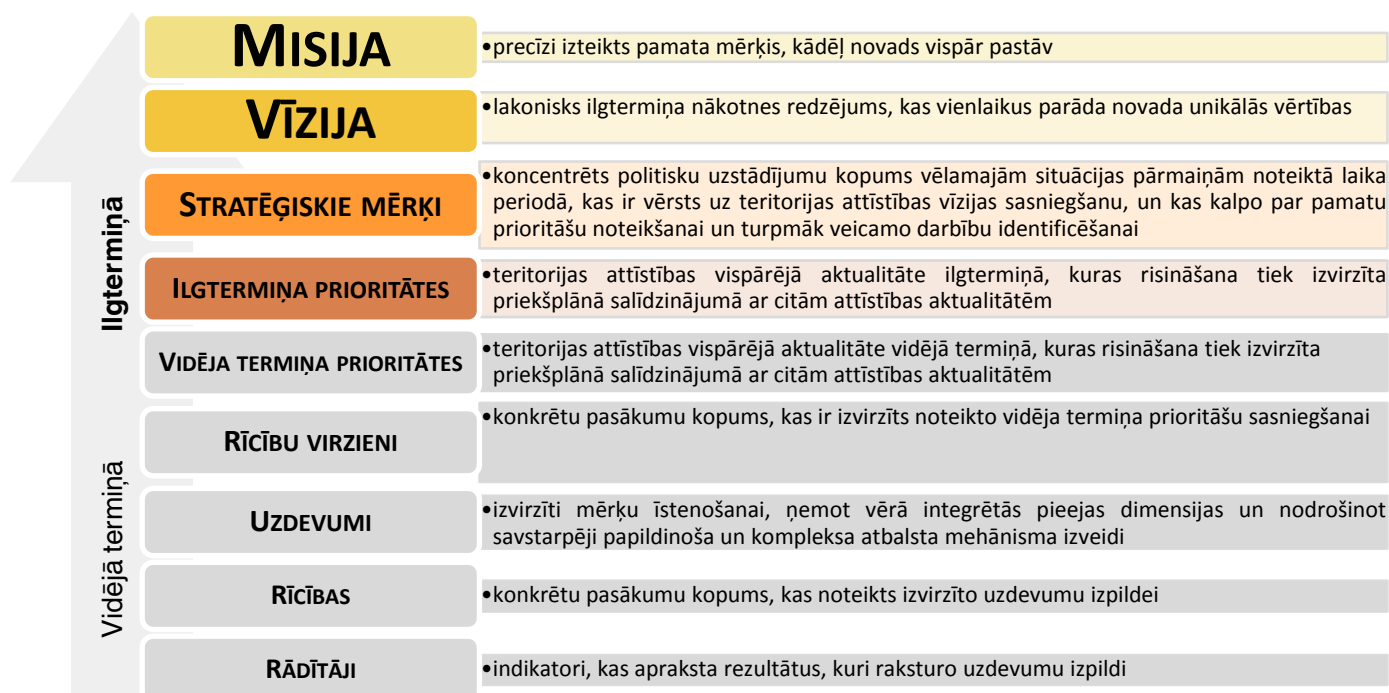 MISIJA
•precīzi izteikts pamata mērķis, kādēļ novads vispār pastāv
VĪZIJA
•lakonisks ilgtermiņa nākotnes redzējums, kas vienlaikus parāda novada unikālās vērtības
STRATĒĢISKIE MĒRĶI
•koncentrēts politisku uzstādījumu kopums vēlamajām situācijas pārmaiņām noteiktā laika
periodā, kas ir vērsts uz teritorijas attīstības vīzijas sasniegšanu, un kas kalpo par pamatu
prioritāšu noteikšanai un turpmāk veicamo darbību identificēšanai
ILGTERMIŅA PRIORITĀTES
•teritorijas attīstības vispārējā aktualitāte ilgtermiņā, kuras risināšana tiek izvirzīta
priekšplānā salīdzinājumā ar citām attīstības aktualitātēm
Ilgtermiņā
VIDĒJA TERMIŅA PRIORITĀTES
•teritorijas attīstības vispārējā aktualitāte vidējā termiņā, kuras risināšana tiek izvirzīta
priekšplānā salīdzinājumā ar citām attīstības aktualitātēm
RĪCĪBU VIRZIENI
•konkrētu pasākumu kopums, kas ir izvirzīts noteikto vidēja termiņa prioritāšu sasniegšanai
UZDEVUMI
•izvirzīti mērķu īstenošanai, ņemot vērā integrētās pieejas dimensijas un nodrošinot
savstarpēji papildinoša un kompleksa atbalsta mehānisma izveidi
RĪCĪBAS
•konkrētu pasākumu kopums, kas noteikts izvirzīto uzdevumu izpildei
RĀDĪTĀJI
•indikatori, kas apraksta rezultātus, kuri raksturo uzdevumu izpildi
Vidējā termiņā